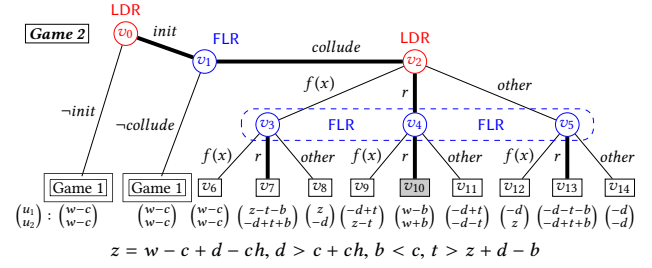 Game 2 LDR init FLR collude LDR
v₀ v₁ v₂
f(x) r other
¬init ¬collude
v₃ FLR v₄ FLR v₅
f(x) r other f(x) r other f(x) r other
Game 1 Game 1 v₆ v₇ v₈ v₉ v₁₀ v₁₁ v₁₂ v₁₃ v₁₄
(u₁ u₂) : (w−c w−c) (w−c w−c) (w−c w−c) (z−t−b −d+t+b) (z −d) (−d+t z−t) (w−b w+b) (−d+t −d−t) (−d z) (−d−t−b −d+t+b) (−d −d)
z = w − c + d − ch, d > c + ch, b < c, t > z + d − b